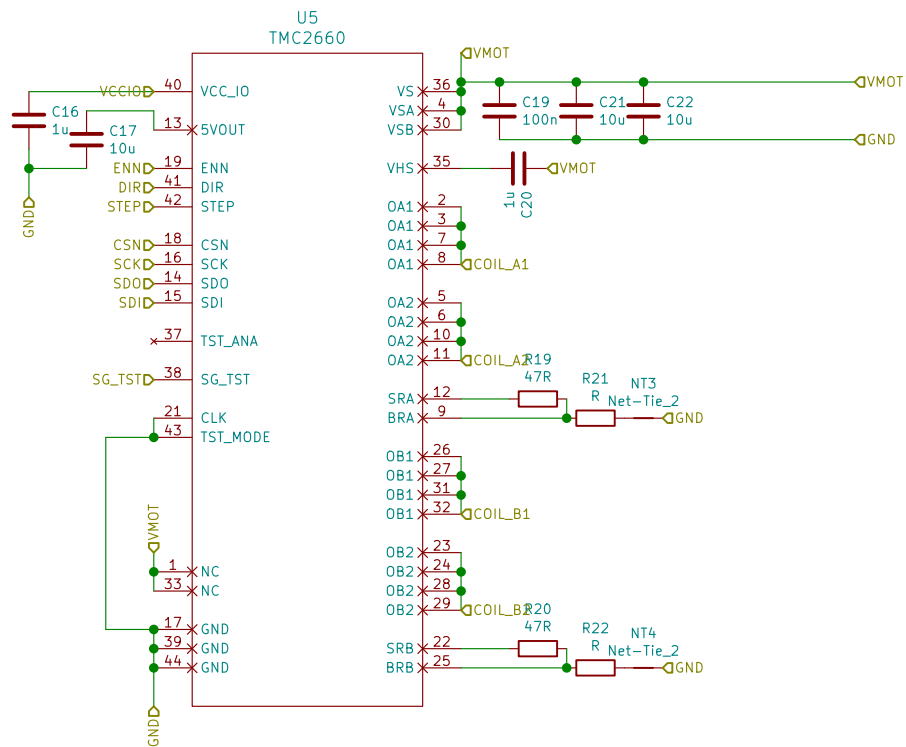 U5
TMC2660
VMOT
VCCIO 40 VCC_IO
VS 36
VMOT
C16
1u
C17
10u
VSA 4
C19
100n
C21
10u
C22
10u
13 5VOUT
VSB 30
GND
ENN 19 ENN
VHS 35
VMOT
1u
C20
DIR 41 DIR
STEP 42 STEP
GND
OA1 2
OA1 3
OA1 7
OA1 8 COIL_A1
CSN 18 CSN
SCK 16 SCK
SDO 14 SDO
SDI 15 SDI
OA2 5
OA2 6
OA2 10
OA2 11 COIL_A2
37 TST_ANA
R19
47R
SG_TST 38 SG_TST
R21
R
NT3
Net-Tie_2
SRA 12
BRA 9
GND
21 CLK
43 TST_MODE
OB1 26
OB1 27
OB1 31
OB1 32 COIL_B1
VMOT
1 NC
33 NC
OB2 23
OB2 24
OB2 28
OB2 29 COIL_B2
R20
47R
17 GND
39 GND
44 GND
R22
R
NT4
Net-Tie_2
SRB 22
BRB 25
GND
GND